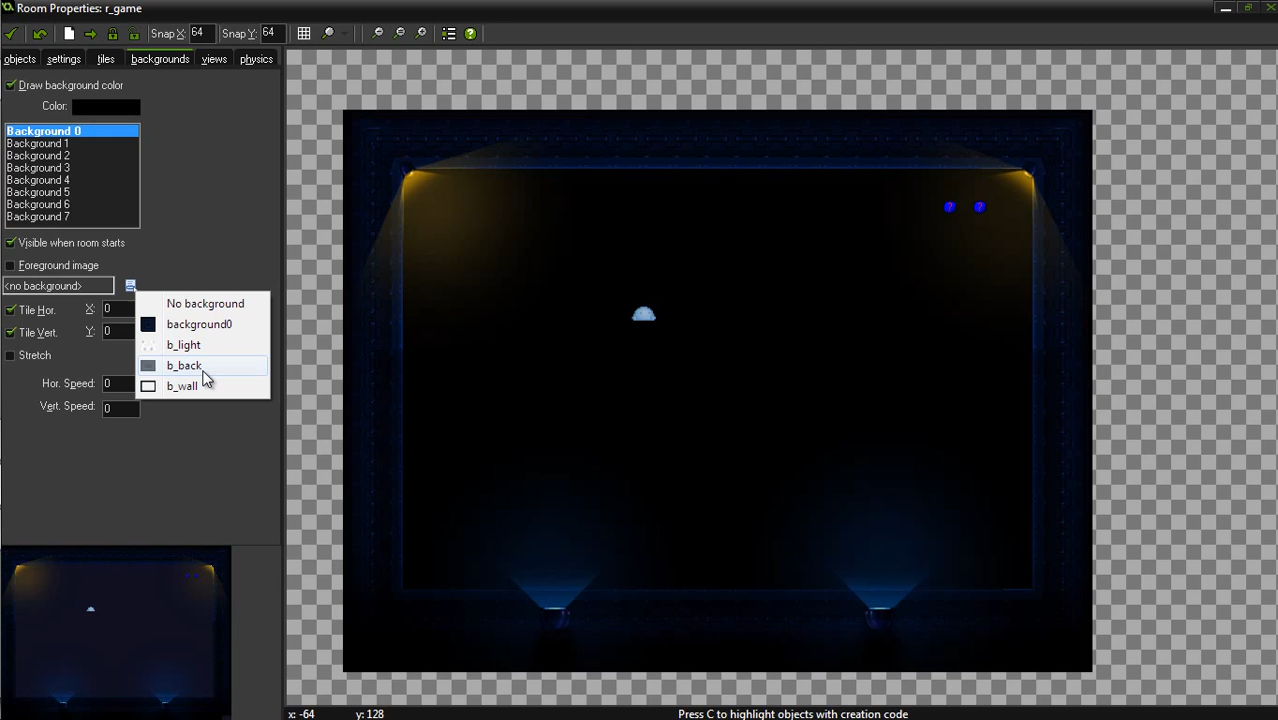 Room Properties: r_game
Snap X: 64 Snap Y: 64
objects settings tiles backgrounds views physics
Draw background color
Color:
Background 0
Background 1
Background 2
Background 3
Background 4
Background 5
Background 6
Background 7
Visible when room starts
Foreground image
<no background>
No background
background0
b_light
b_back
b_wall
Tile Hor. X: 0
Tile Vert. Y: 0
Stretch
Hor. Speed: 0
Vert. Speed: 0
? ?
x: -64 y: 128 Press C to highlight objects with creation code